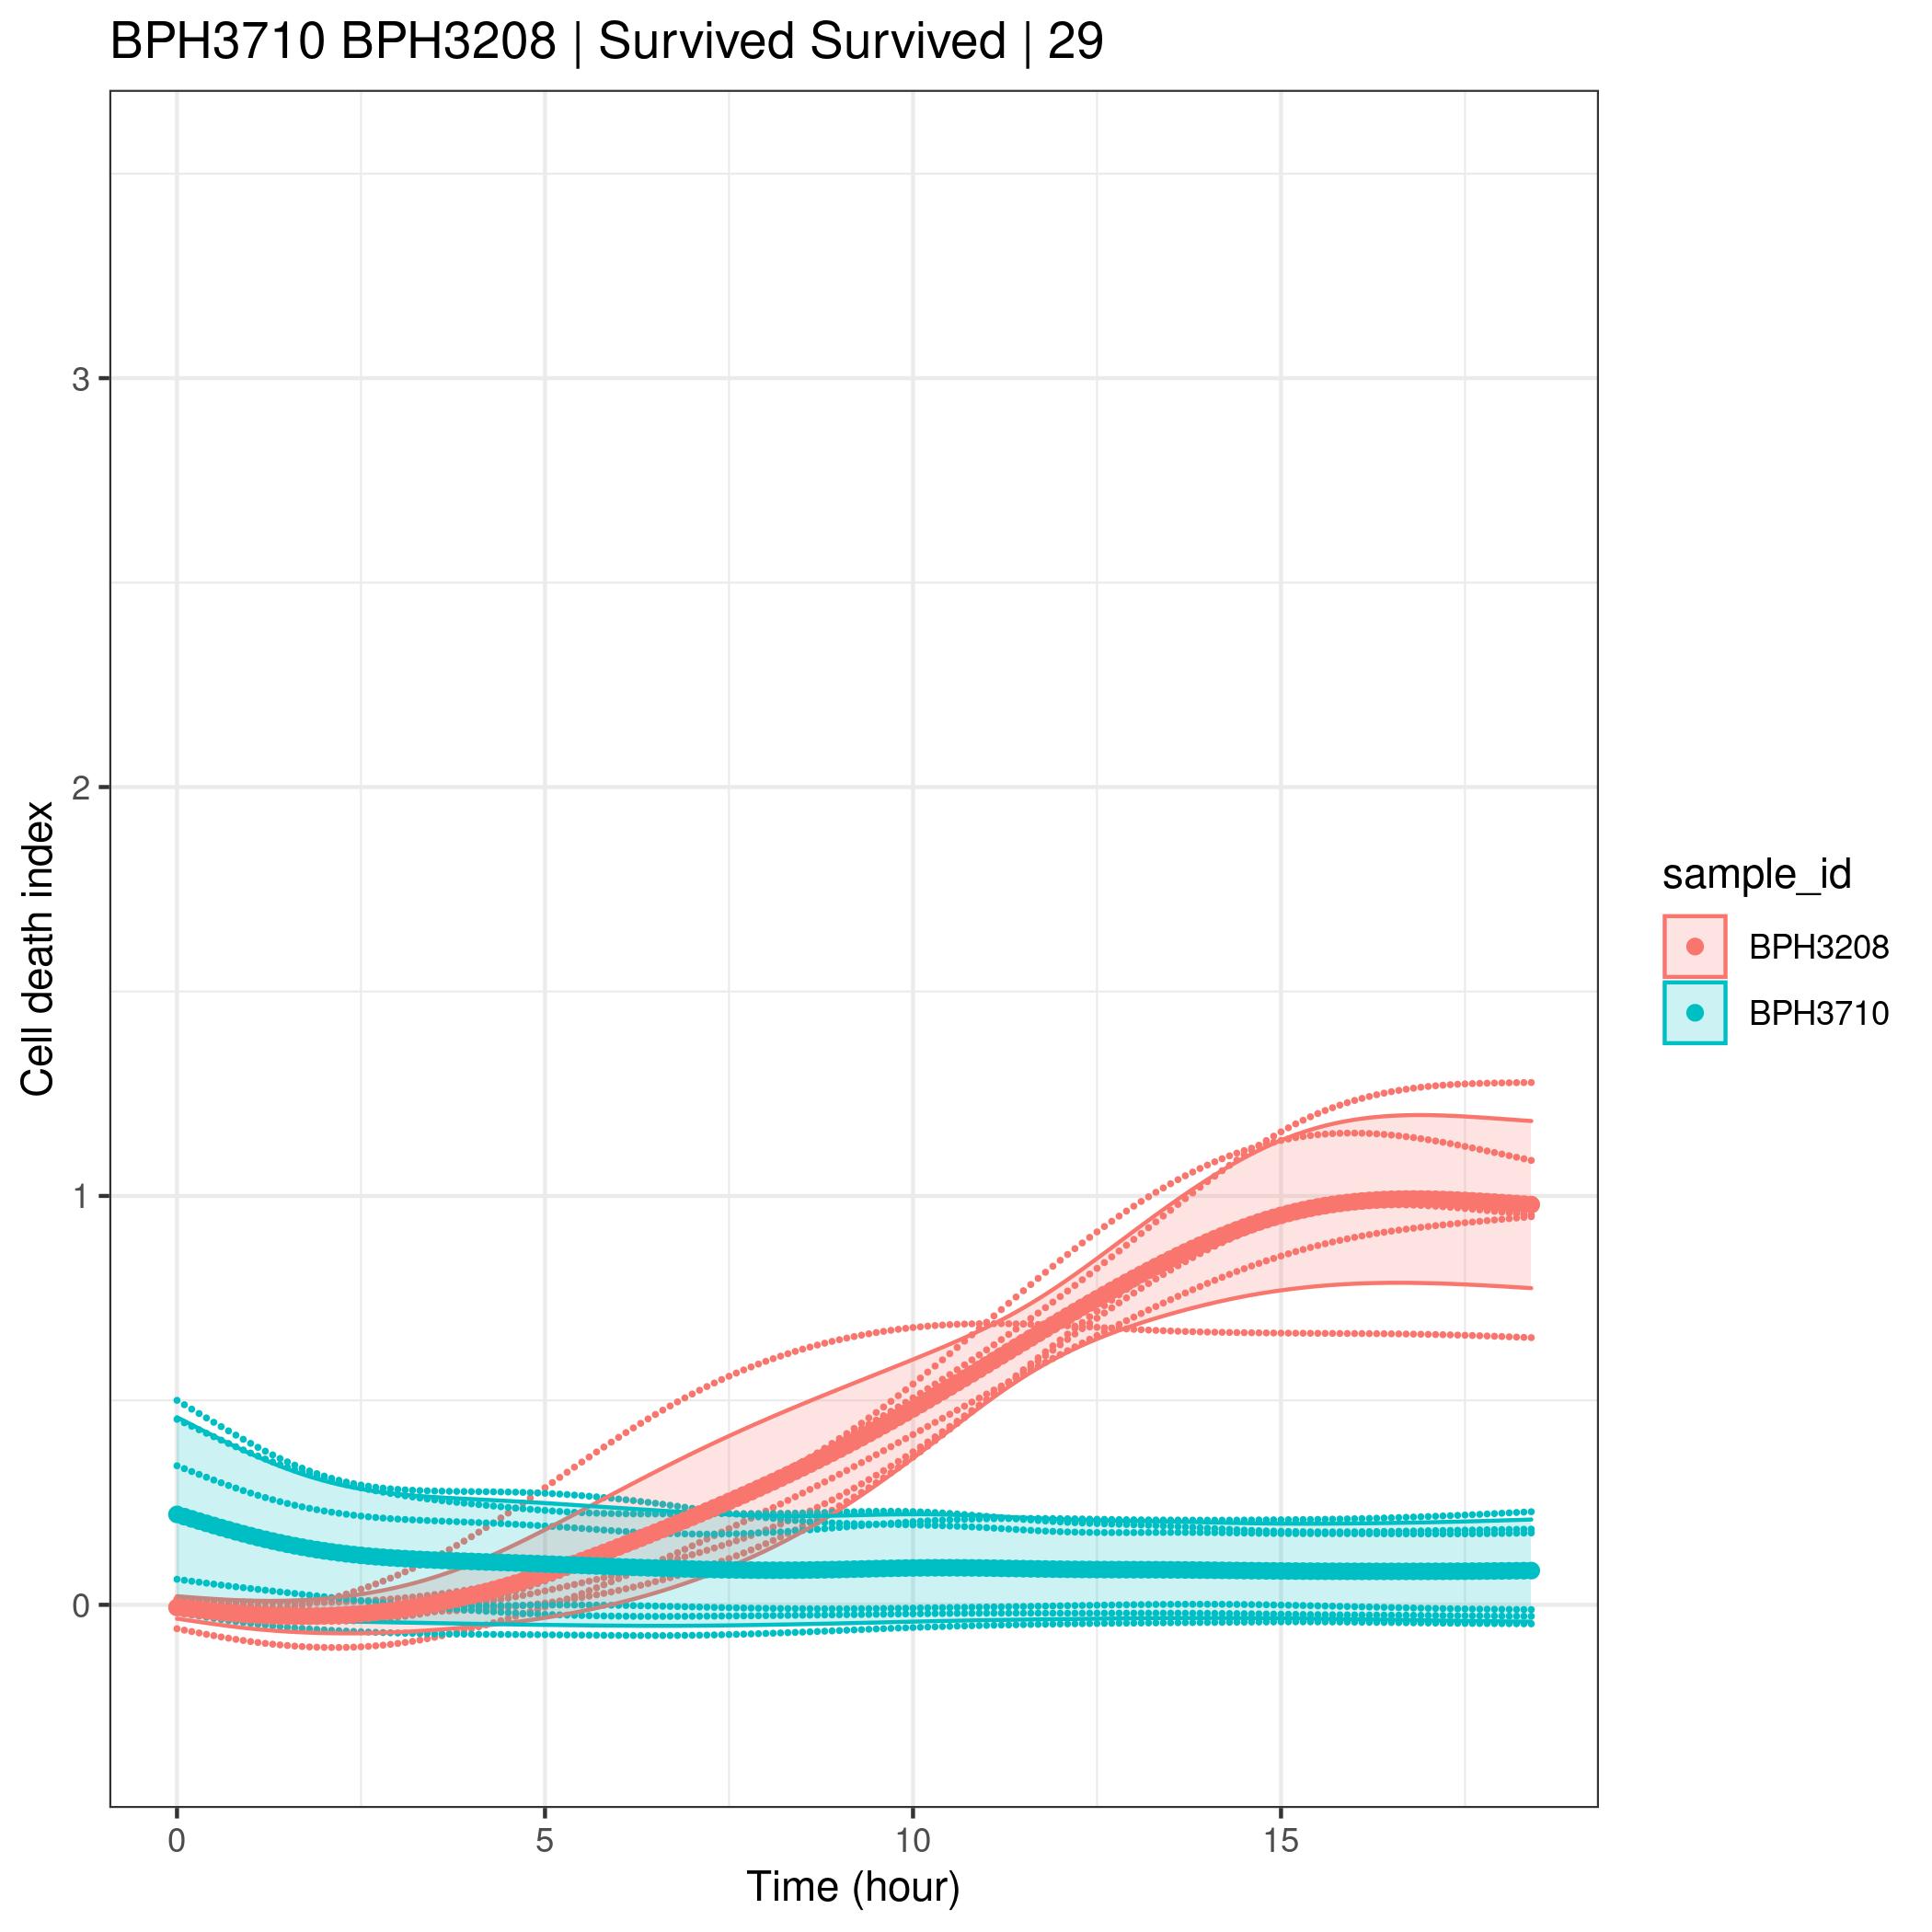 BPH3710 BPH3208 | Survived Survived | 29
3
2
1
0
Cell death index
0 5 10 15
Time (hour)
sample_id
BPH3208
BPH3710